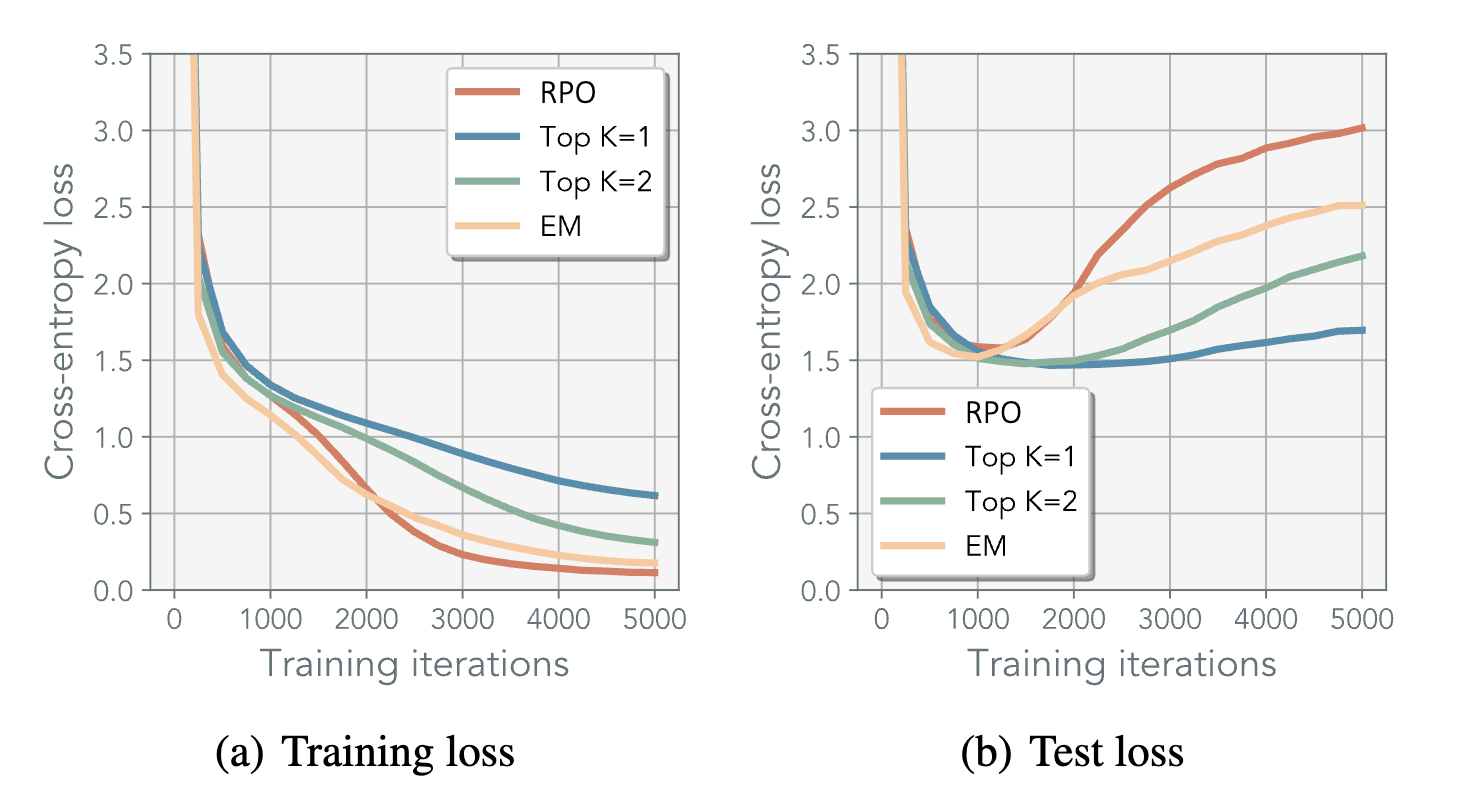 3.5
3.0
2.5
2.0
1.5
1.0
0.5
0.0
Cross-entropy loss
RPO
Top K=1
Top K=2
EM
0 1000 2000 3000 4000 5000
Training iterations
(a) Training loss
3.5
3.0
2.5
2.0
1.5
1.0
0.5
0.0
Cross-entropy loss
RPO
Top K=1
Top K=2
EM
0 1000 2000 3000 4000 5000
Training iterations
(b) Test loss